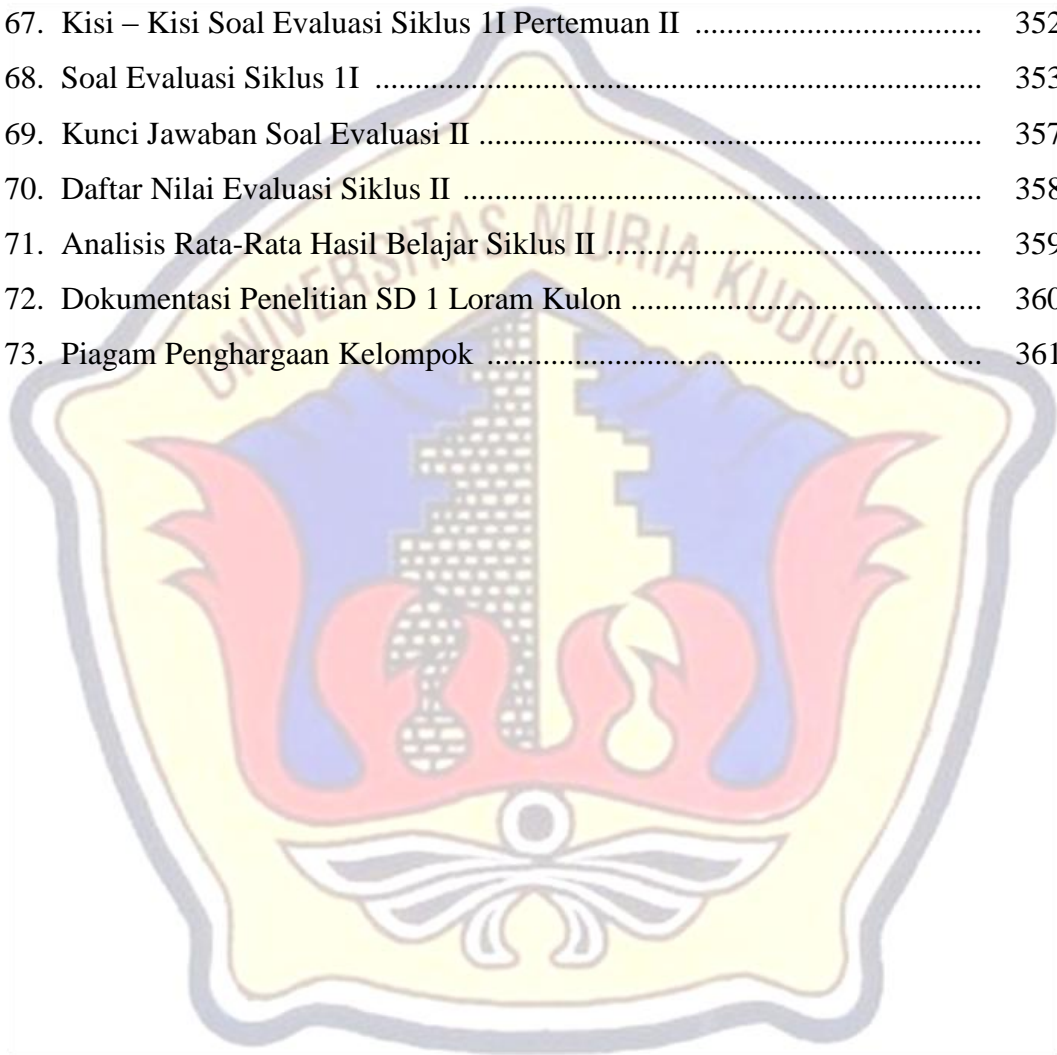 67. Kisi – Kisi Soal Evaluasi Siklus 1I Pertemuan II ................................... 352
68. Soal Evaluasi Siklus 1I .......................................................................... 353
69. Kunci Jawaban Soal Evaluasi II ............................................................. 357
70. Daftar Nilai Evaluasi Siklus II ............................................................... 358
71. Analisis Rata-Rata Hasil Belajar Siklus II .............................................. 359
72. Dokumentasi Penelitian SD 1 Loram Kulon ........................................... 360
73. Piagam Penghargaan Kelompok ............................................................ 361
UNIVERSITAS MURIA KUDUS